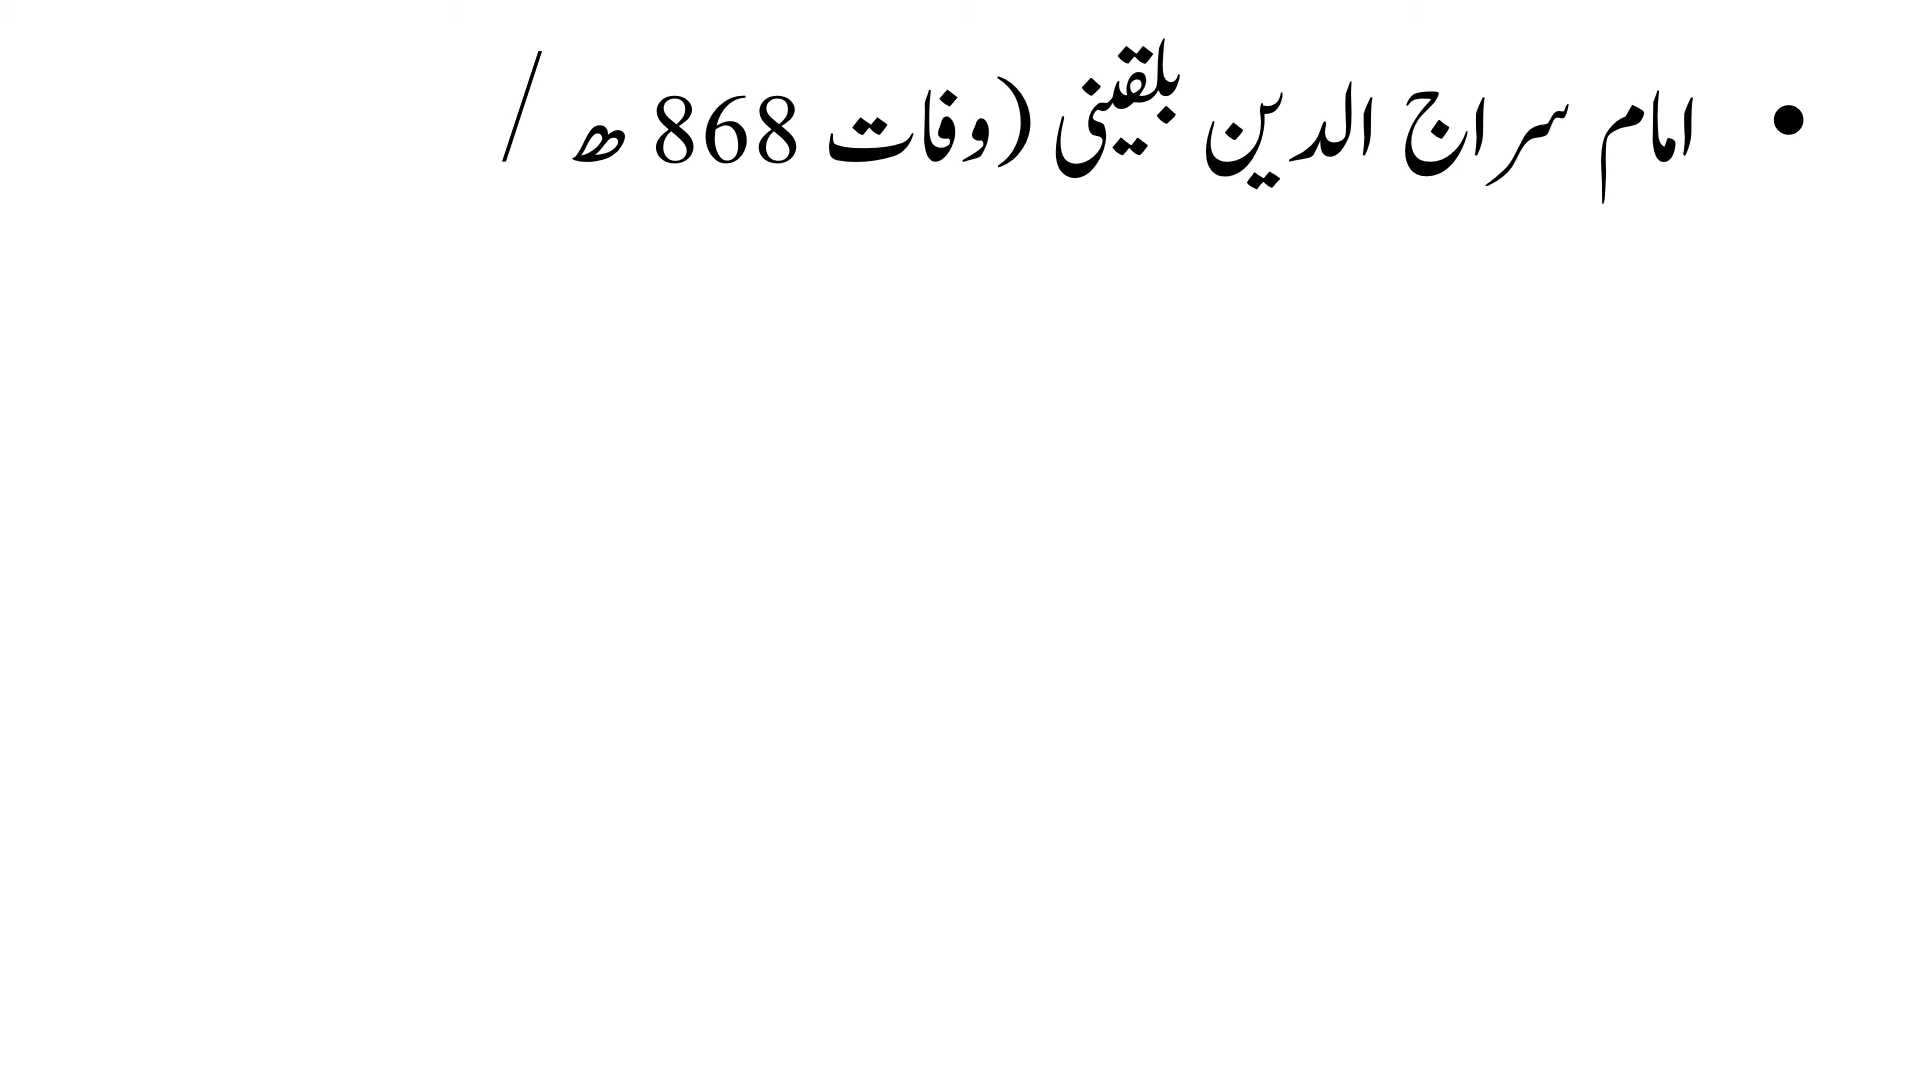 • امام سراج الدین بلقینی (وفات 868 ھ /